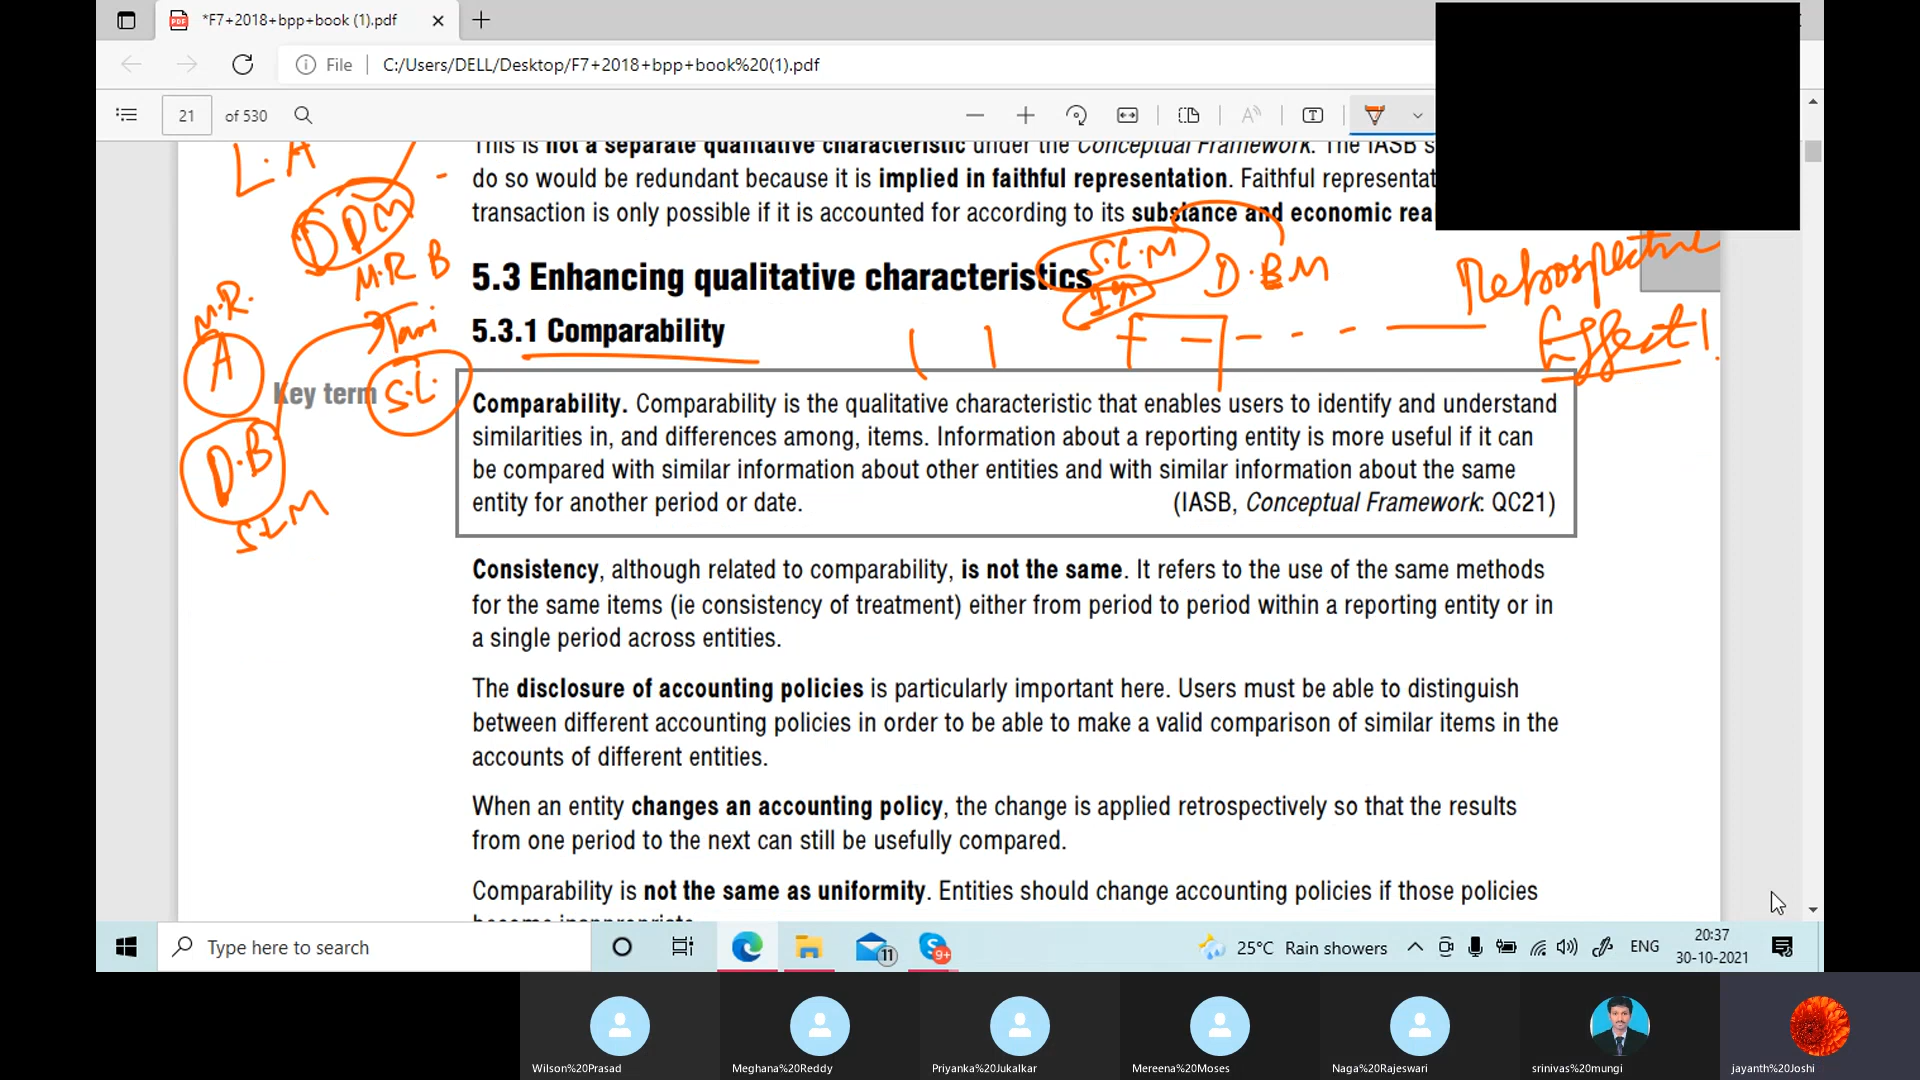 *F7+2018+bpp+book (1).pdf
File
C:/Users/DELL/Desktop/F7+2018+bpp+book%20(1).pdf
21 of 530
This is not a separate qualitative characteristic under the Conceptual Framework. The IASB s
do so would be redundant because it is implied in faithful representation. Faithful representat
transaction is only possible if it is accounted for according to its substance and economic rea
L.A
DDM
M.R B
M.R.
A
D.B
SLM
S.L.
S.L.M
D.BM
Retrospective
Effect!
5.3 Enhancing qualitative characteristics
5.3.1 Comparability
Key term
Comparability. Comparability is the qualitative characteristic that enables users to identify and understand
similarities in, and differences among, items. Information about a reporting entity is more useful if it can
be compared with similar information about other entities and with similar information about the same
entity for another period or date. (IASB, Conceptual Framework: QC21)
Consistency, although related to comparability, is not the same. It refers to the use of the same methods
for the same items (ie consistency of treatment) either from period to period within a reporting entity or in
a single period across entities.
The disclosure of accounting policies is particularly important here. Users must be able to distinguish
between different accounting policies in order to be able to make a valid comparison of similar items in the
accounts of different entities.
When an entity changes an accounting policy, the change is applied retrospectively so that the results
from one period to the next can still be usefully compared.
Comparability is not the same as uniformity. Entities should change accounting policies if those policies
become inappropriate.
Type here to search
11
9+
25°C Rain showers
ENG
20:37
30-10-2021
Wilson%20Prasad
Meghana%20Reddy
Priyanka%20Jukalkar
Mereena%20Moses
Naga%20Rajeswari
srinivas%20mungi
jayanth%20Joshi